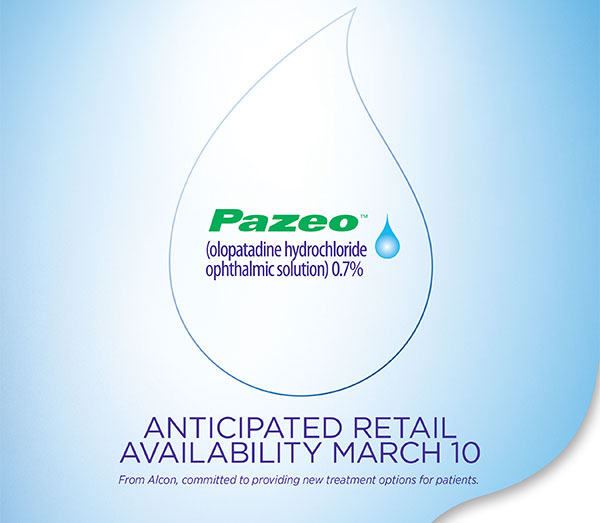 Pazeo™
(olopatadine hydrochloride
ophthalmic solution) 0.7%
ANTICIPATED RETAIL
AVAILABILITY MARCH 10
From Alcon, committed to providing new treatment options for patients.